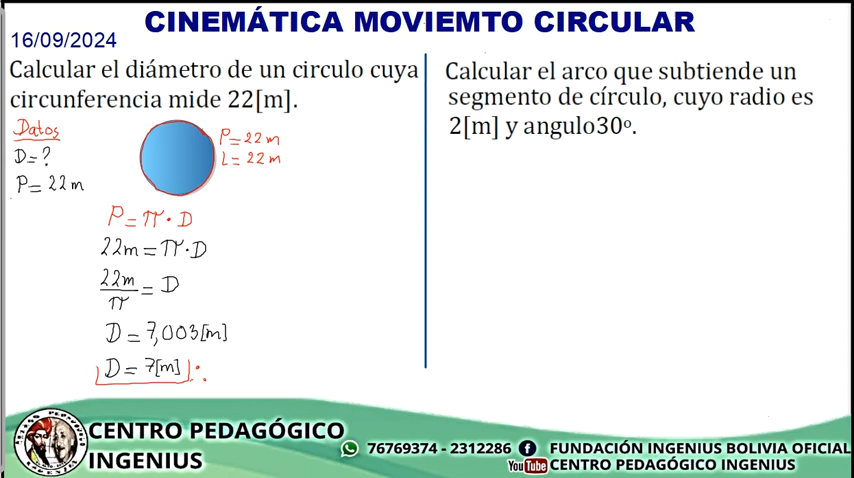 CINEMÁTICA MOVIEMTO CIRCULAR
16/09/2024
Calcular el diámetro de un circulo cuya
circunferencia mide 22[m].
Datos
D=?
P=22m
P=22m
L=22m
P=π·D
22m=π·D
22m/π=D
D=7,003[m]
D=7[m]∴
Calcular el arco que subtiende un
segmento de círculo, cuyo radio es
2[m] y angulo30º.
CENTRO PEDAGÓGICO
INGENIUS
76769374 - 2312286
FUNDACIÓN INGENIUS BOLIVIA OFICIAL
YouTube CENTRO PEDAGÓGICO INGENIUS